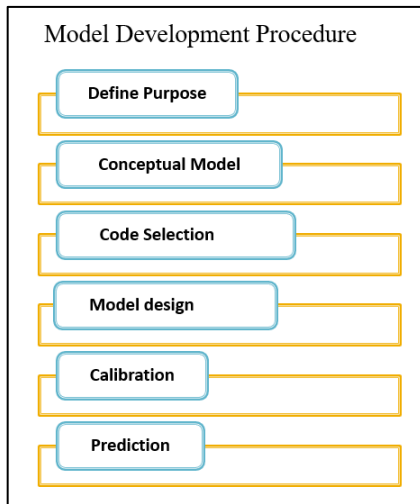 Model Development Procedure
Define Purpose
Conceptual Model
Code Selection
Model design
Calibration
Prediction